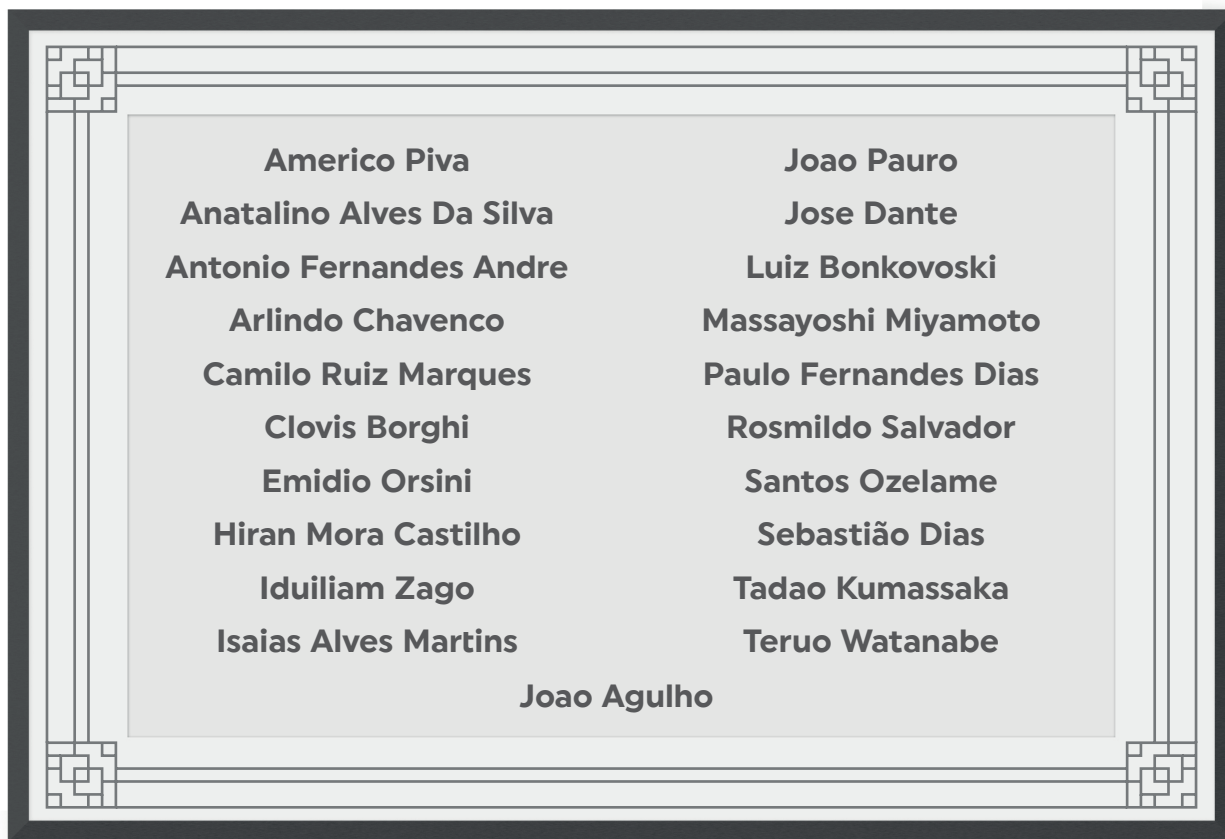 Americo Piva
Anatalino Alves Da Silva
Antonio Fernandes Andre
Arlindo Chavenco
Camilo Ruiz Marques
Clovis Borghi
Emidio Orsini
Hiran Mora Castilho
Iduiliam Zago
Isaias Alves Martins
Joao Pauro
Jose Dante
Luiz Bonkovoski
Massayoshi Miyamoto
Paulo Fernandes Dias
Rosmildo Salvador
Santos Ozelame
Sebastião Dias
Tadao Kumassaka
Teruo Watanabe
Joao Agulho